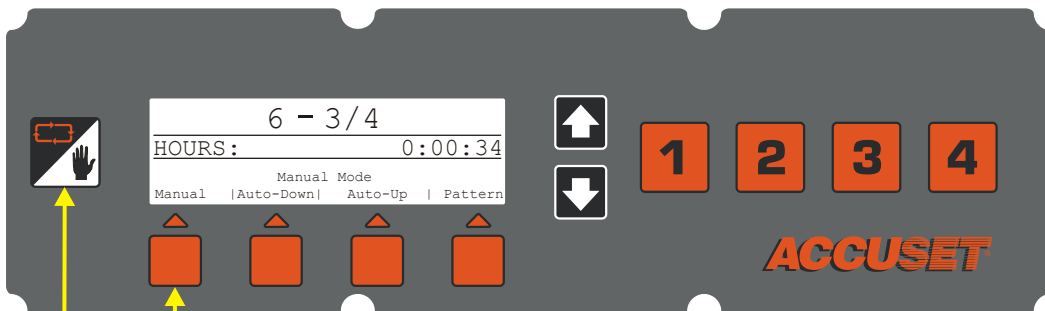 6 - 3/4
HOURS: 0:00:34
Manual Mode
Manual |Auto-Down| Auto-Up | Pattern
1 2 3 4
ACCUSET